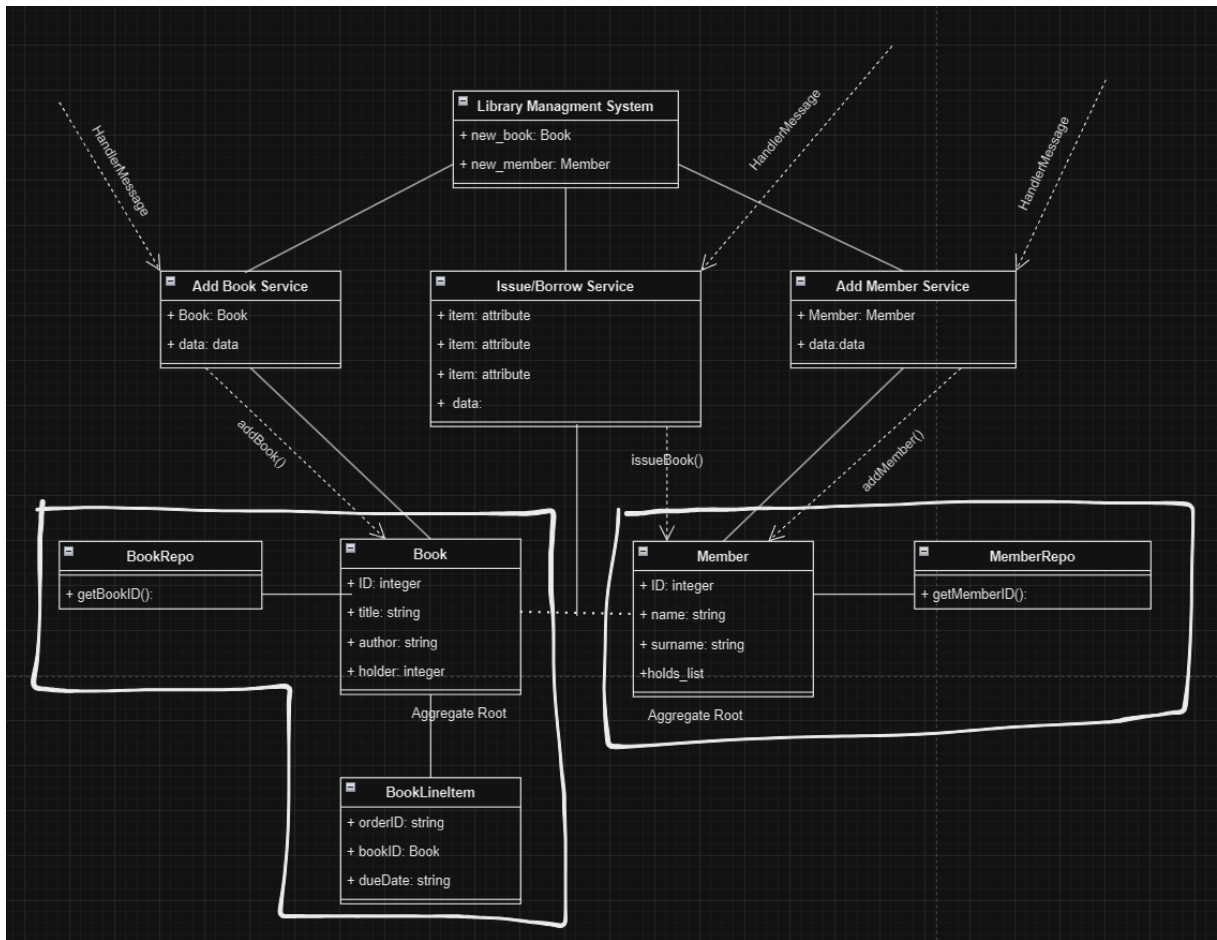 Library Managment System
+ new_book: Book
+ new_member: Member
HandlerMessage
HandlerMessage
HandlerMessage
Add Book Service
+ Book: Book
+ data: data
Issue/Borrow Service
+ item: attribute
+ item: attribute
+ item: attribute
+ data:
Add Member Service
+ Member: Member
+ data:data
addBook()
issueBook()
addMember()
BookRepo
+ getBookID():
Book
+ ID: integer
+ title: string
+ author: string
+ holder: integer
Aggregate Root
Member
+ ID: integer
+ name: string
+ surname: string
+holds_list
Aggregate Root
MemberRepo
+ getMemberID():
BookLineItem
+ orderID: string
+ bookID: Book
+ dueDate: string